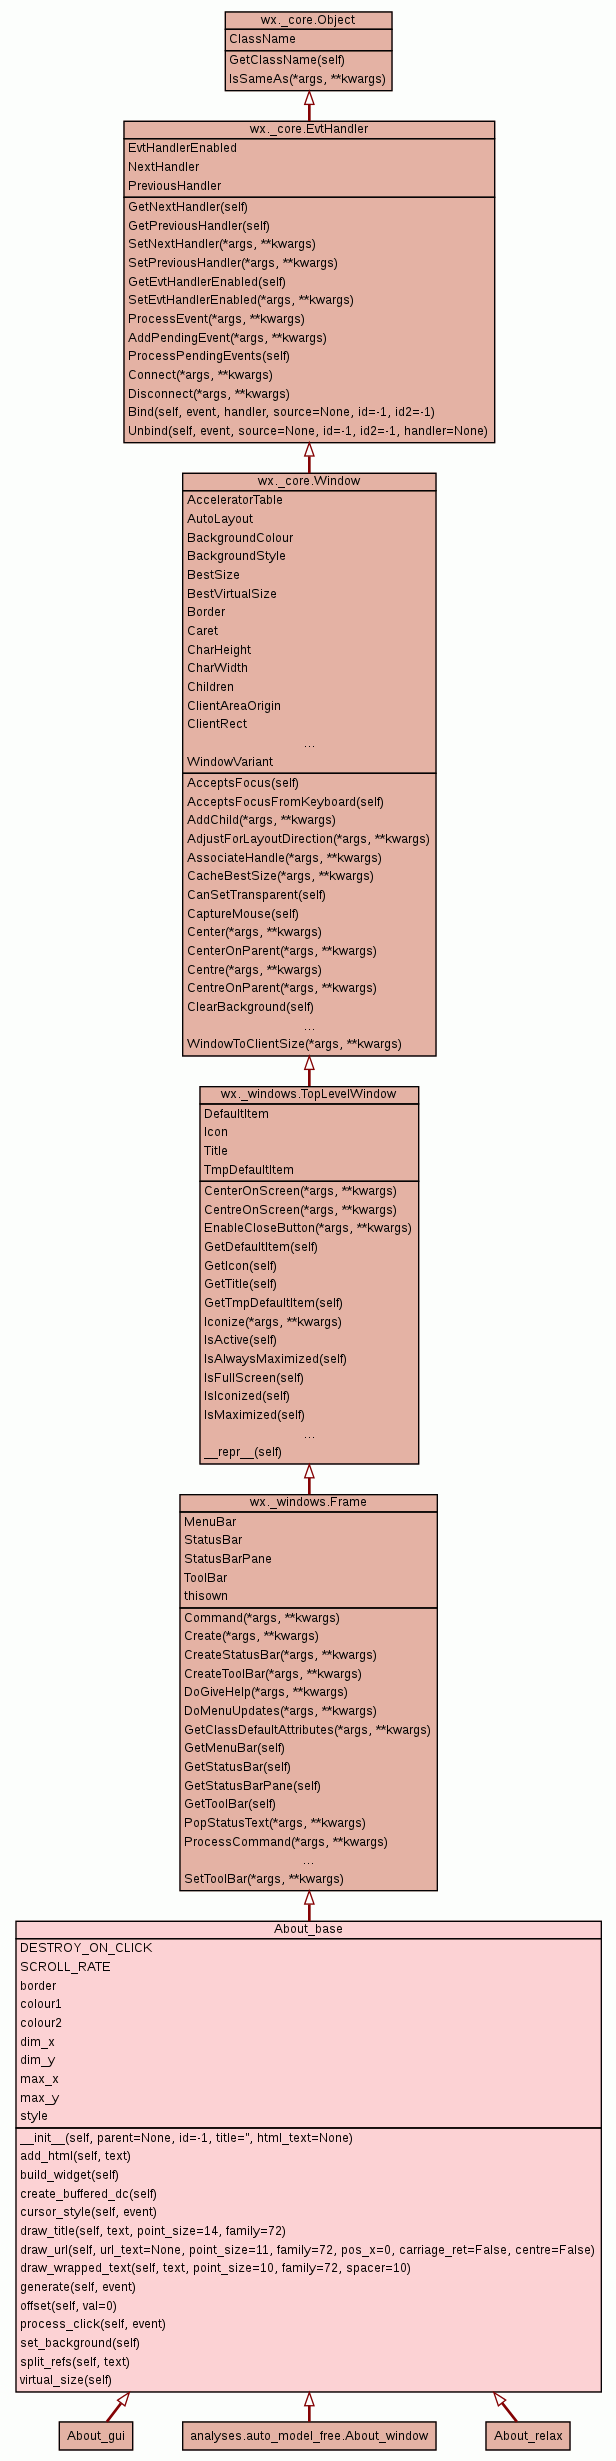 wx._core.Object
ClassName
GetClassName(self)
IsSameAs(*args, **kwargs)
wx._core.EvtHandler
EvtHandlerEnabled
NextHandler
PreviousHandler
GetNextHandler(self)
GetPreviousHandler(self)
SetNextHandler(*args, **kwargs)
SetPreviousHandler(*args, **kwargs)
GetEvtHandlerEnabled(self)
SetEvtHandlerEnabled(*args, **kwargs)
ProcessEvent(*args, **kwargs)
AddPendingEvent(*args, **kwargs)
ProcessPendingEvents(self)
Connect(*args, **kwargs)
Disconnect(*args, **kwargs)
Bind(self, event, handler, source=None, id=-1, id2=-1)
Unbind(self, event, source=None, id=-1, id2=-1, handler=None)
wx._core.Window
AcceleratorTable
AutoLayout
BackgroundColour
BackgroundStyle
BestSize
BestVirtualSize
Border
Caret
CharHeight
CharWidth
Children
ClientAreaOrigin
ClientRect
...
WindowVariant
AcceptsFocus(self)
AcceptsFocusFromKeyboard(self)
AddChild(*args, **kwargs)
AdjustForLayoutDirection(*args, **kwargs)
AssociateHandle(*args, **kwargs)
CacheBestSize(*args, **kwargs)
CanSetTransparent(self)
CaptureMouse(self)
Center(*args, **kwargs)
CenterOnParent(*args, **kwargs)
Centre(*args, **kwargs)
CentreOnParent(*args, **kwargs)
ClearBackground(self)
...
WindowToClientSize(*args, **kwargs)
wx._windows.TopLevelWindow
DefaultItem
Icon
Title
TmpDefaultItem
CenterOnScreen(*args, **kwargs)
CentreOnScreen(*args, **kwargs)
EnableCloseButton(*args, **kwargs)
GetDefaultItem(self)
GetIcon(self)
GetTitle(self)
GetTmpDefaultItem(self)
Iconize(*args, **kwargs)
IsActive(self)
IsAlwaysMaximized(self)
IsFullScreen(self)
IsIconized(self)
IsMaximized(self)
...
__repr__(self)
wx._windows.Frame
MenuBar
StatusBar
StatusBarPane
ToolBar
thisown
Command(*args, **kwargs)
Create(*args, **kwargs)
CreateStatusBar(*args, **kwargs)
CreateToolBar(*args, **kwargs)
DoGiveHelp(*args, **kwargs)
DoMenuUpdates(*args, **kwargs)
GetClassDefaultAttributes(*args, **kwargs)
GetMenuBar(self)
GetStatusBar(self)
GetStatusBarPane(self)
GetToolBar(self)
PopStatusText(*args, **kwargs)
ProcessCommand(*args, **kwargs)
...
SetToolBar(*args, **kwargs)
About_base
DESTROY_ON_CLICK
SCROLL_RATE
border
colour1
colour2
dim_x
dim_y
max_x
max_y
style
__init__(self, parent=None, id=-1, title='', html_text=None)
add_html(self, text)
build_widget(self)
create_buffered_dc(self)
cursor_style(self, event)
draw_title(self, text, point_size=14, family=72)
draw_url(self, url_text=None, point_size=11, family=72, pos_x=0, carriage_ret=False, centre=False)
draw_wrapped_text(self, text, point_size=10, family=72, spacer=10)
generate(self, event)
offset(self, val=0)
process_click(self, event)
set_background(self)
split_refs(self, text)
virtual_size(self)
About_gui
analyses.auto_model_free.About_window
About_relax